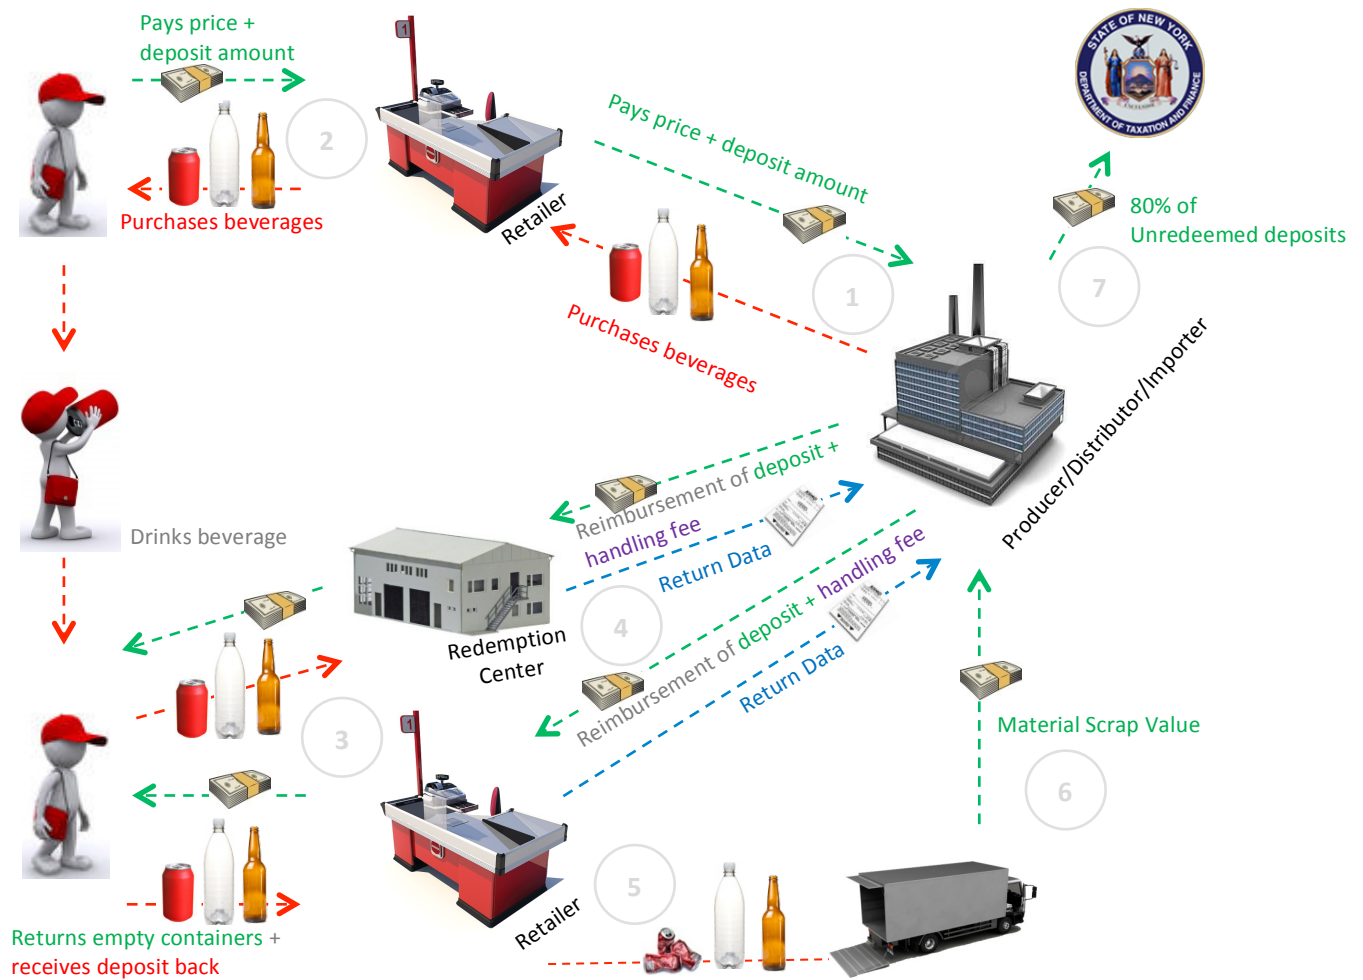 Pays price +
deposit amount
1
2
Purchases beverages
Retailer
Pays price + deposit amount
Purchases beverages
1
STATE OF NEW YORK
DEPARTMENT OF TAXATION AND FINANCE
EXCELSIOR
80% of
Unredeemed deposits
7
Producer/Distributor/Importer
Drinks beverage
Reimbursement of deposit +
handling fee
Return Data
Redemption
Center
4
Reimbursement of deposit + handling fee
Return Data
3
1
Material Scrap Value
6
5
Retailer
Returns empty containers +
receives deposit back